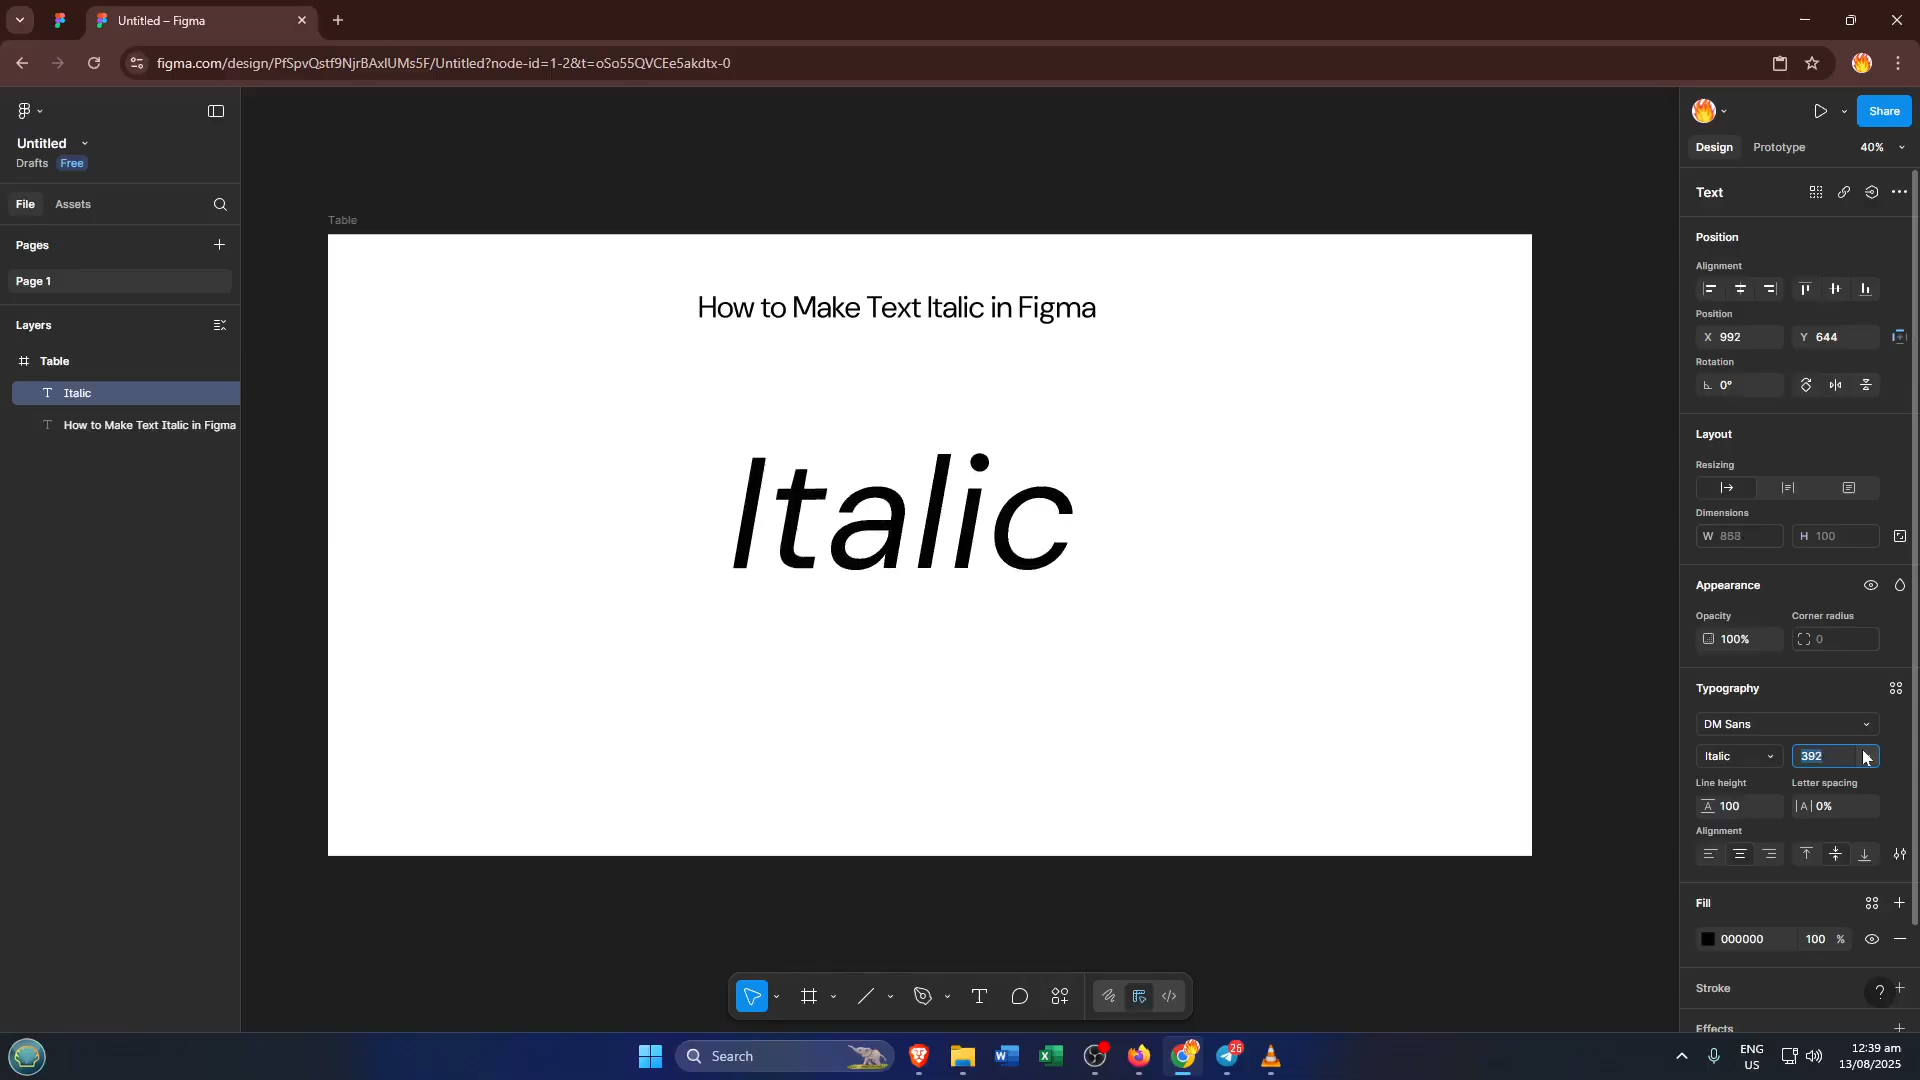 Untitled – Figma
figma.com/design/PfSpvQstf9NjrBAxlUMs5F/Untitled?node-id=1-2&t=oSo55QVCEe5akdtx-0
Untitled
Drafts Free
File Assets
Pages
Page 1
Layers
Table
Italic
How to Make Text Italic in Figma
Table
How to Make Text Italic in Figma
Italic
Share
Design Prototype 40%
Text
Position
Alignment
Position
X 992 Y 644
Rotation
0°
Layout
Resizing
Dimensions
W 868 H 100
Appearance
Opacity Corner radius
100% 0
Typography
DM Sans
Italic 392
Line height Letter spacing
100 |A| 0%
Alignment
Fill
000000 100 %
Stroke
?
Effects
Search
26
ENG
US
12:39 am
13/08/2025